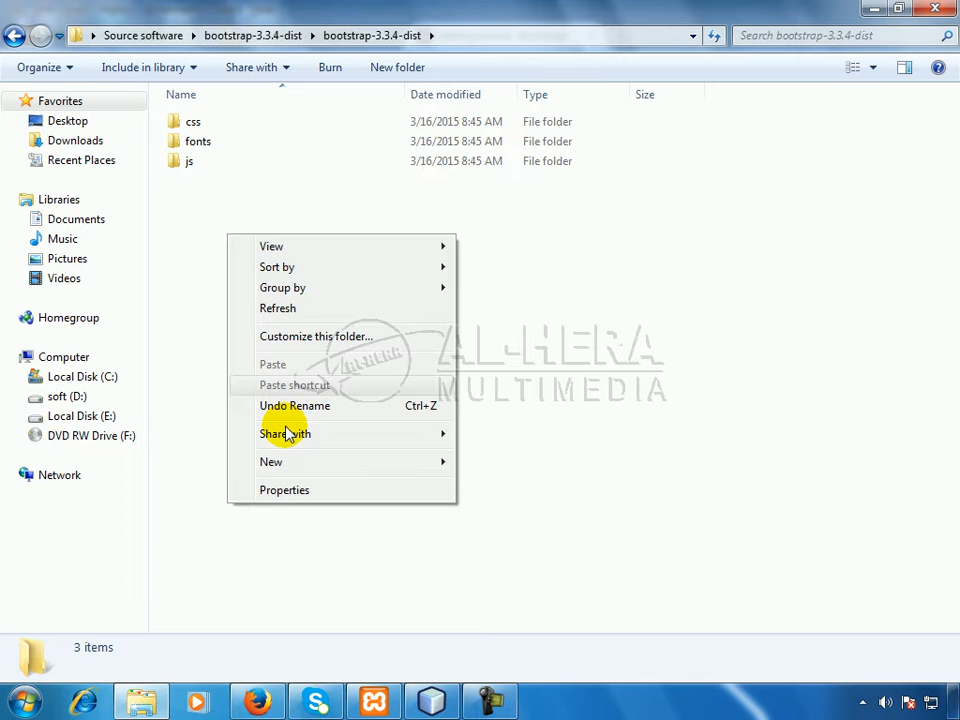 Source software
bootstrap-3.3.4-dist
bootstrap-3.3.4-dist
Search bootstrap-3.3.4-dist
Organize
Include in library
Share with
Burn
New folder
Favorites
Desktop
Downloads
Recent Places
Libraries
Documents
Music
Pictures
Videos
Homegroup
Computer
Local Disk (C:)
soft (D:)
Local Disk (E:)
DVD RW Drive (F:)
Network
Name Date modified Type Size
css 3/16/2015 8:45 AM File folder
fonts 3/16/2015 8:45 AM File folder
js 3/16/2015 8:45 AM File folder
View
Sort by
Group by
Refresh
Customize this folder...
Paste
Paste shortcut
Undo Rename Ctrl+Z
Share with
New
Properties
AL-HERA
AL-HERA
MULTIMEDIA
3 items